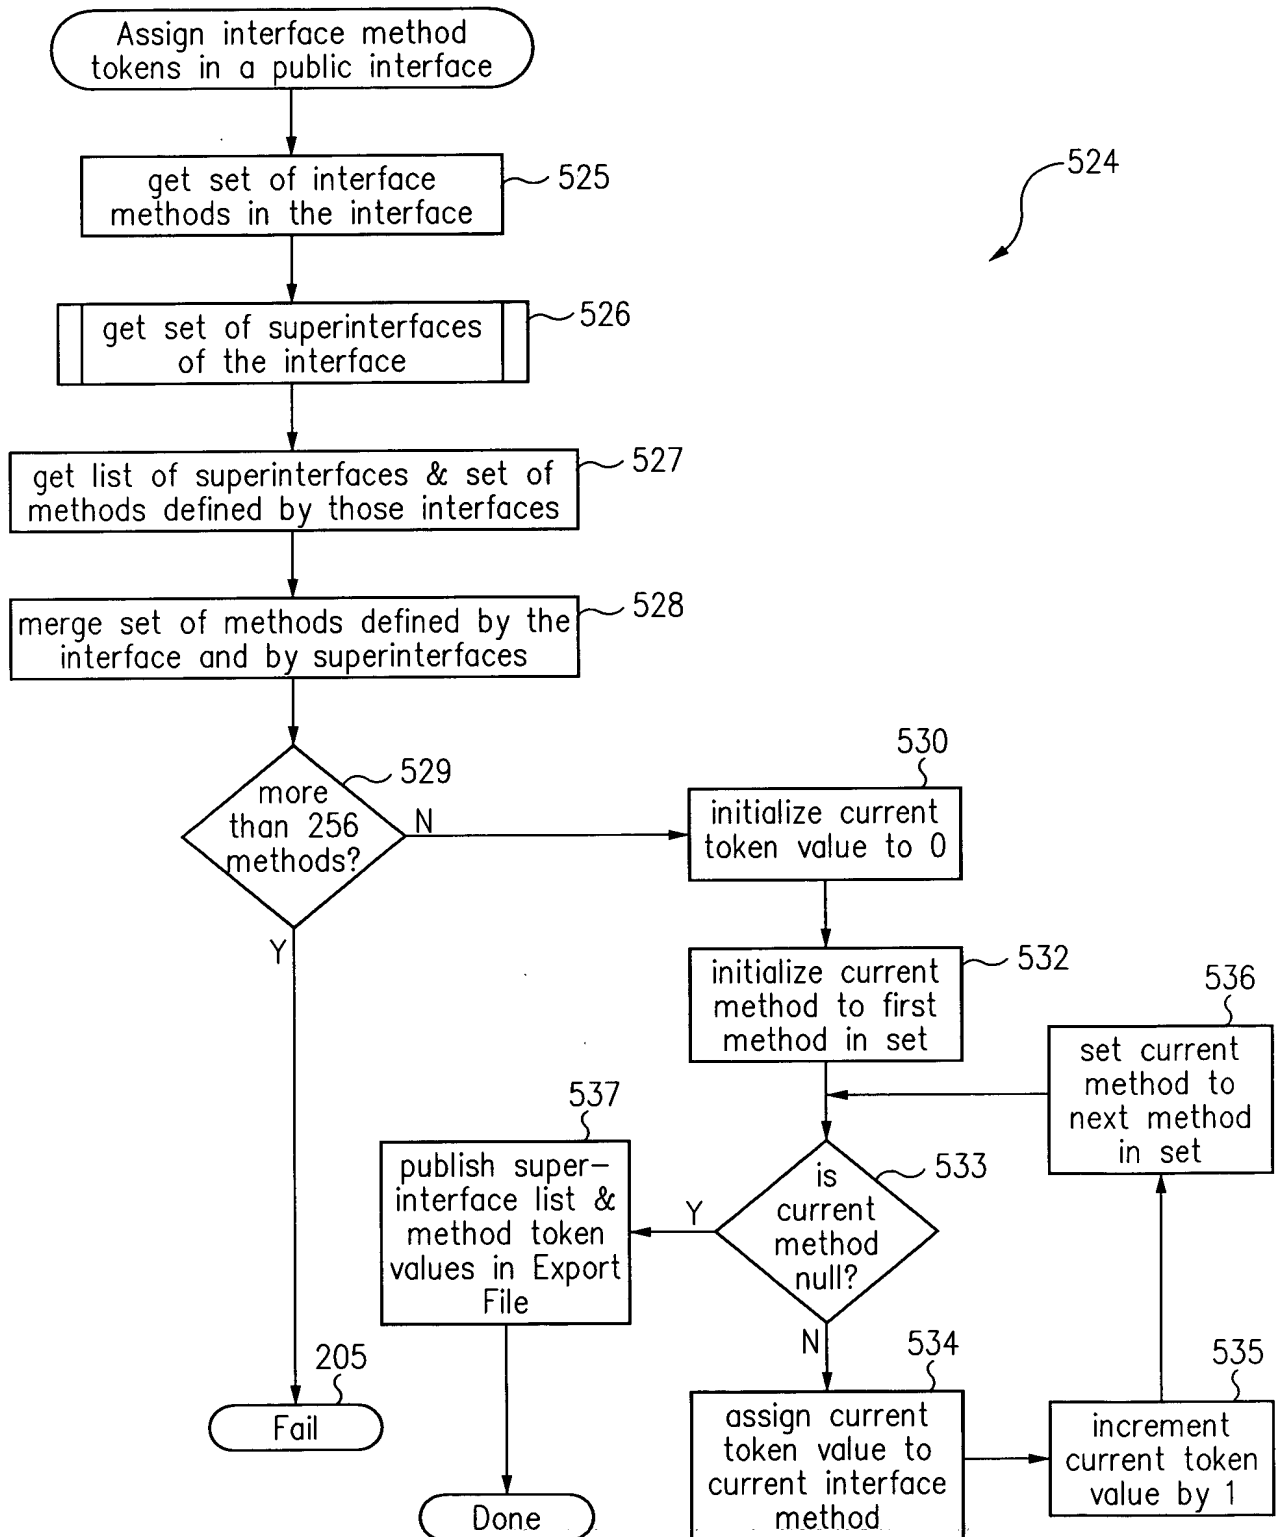 Assign interface method
tokens in a public interface
524
get set of interface
methods in the interface
525
get set of superinterfaces
of the interface
526
get list of superinterfaces & set of
methods defined by those interfaces
527
merge set of methods defined by the
interface and by superinterfaces
528
more
than 256
methods?
529
N
Y
530
initialize current
token value to 0
initialize current
method to first
method in set
532
536
set current
method to
next method
in set
537
publish super-
interface list &
method token
values in Export
File
Y
is
current
method
null?
533
N
534
assign current
token value to
current interface
method
535
increment
current token
value by 1
205
Fail
Done